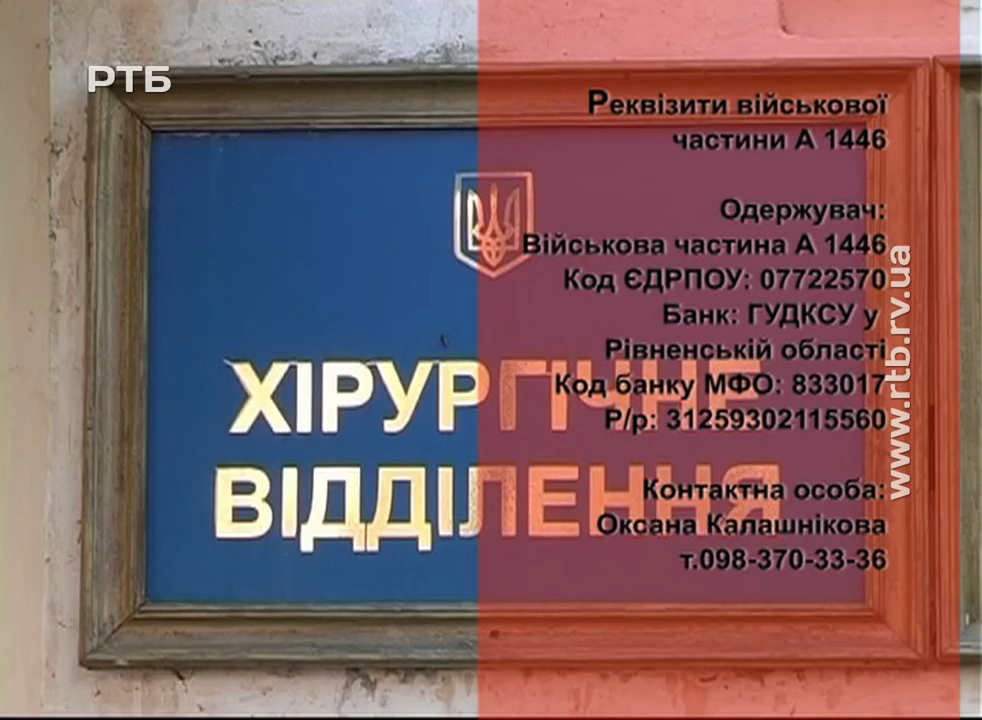 РТБ
Реквізити військової
частини А 1446
Одержувач:
Військова частина А 1446
Код ЄДРПОУ: 07722570
Банк: ГУДКСУ у
Рівненській області
Код банку МФО: 833017
Р/р: 31259302115560
Контактна особа:
Оксана Калашнікова
т.098-370-33-36
ХІРУРГІЧНЕ
ВІДДІЛЕННЯ
www.rtb.rv.ua